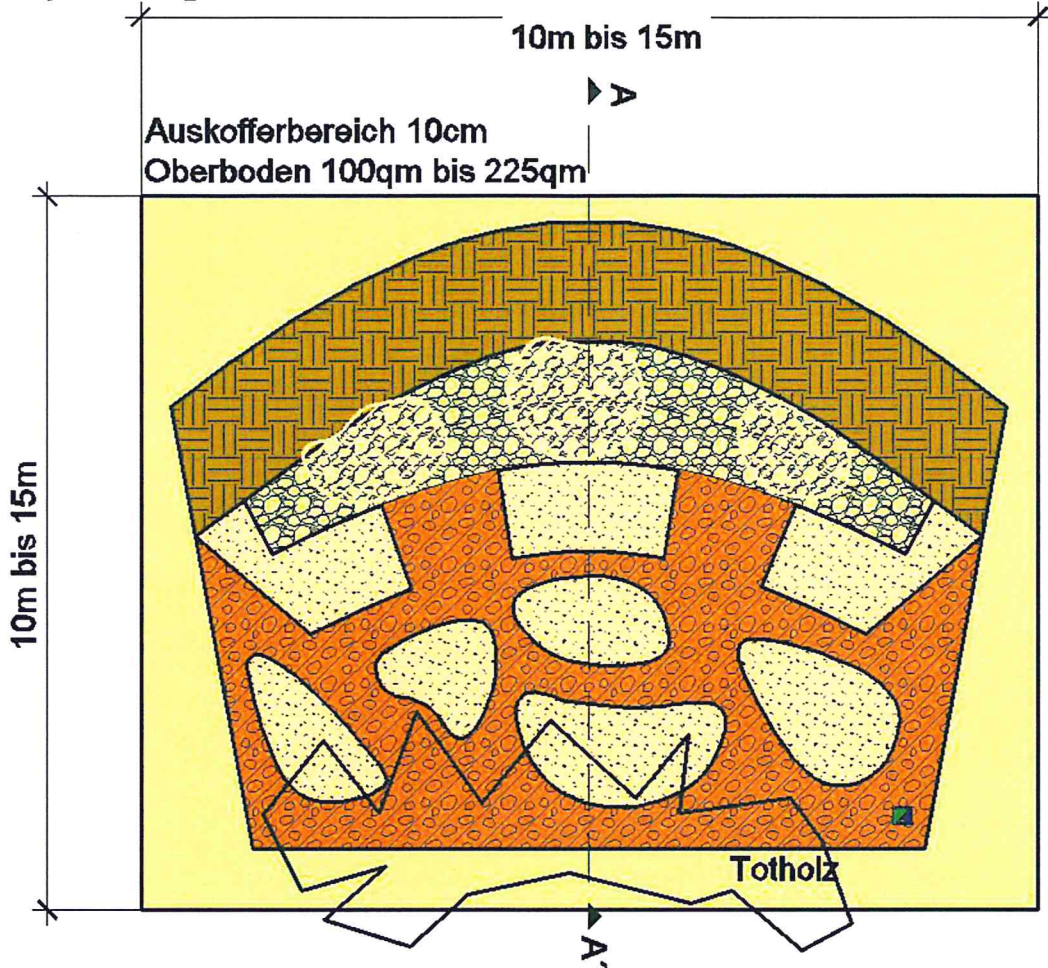 10m bis 15m
A
Auskofferbereich 10cm
Oberboden 100qm bis 225qm
10m bis 15m
Totholz
A'